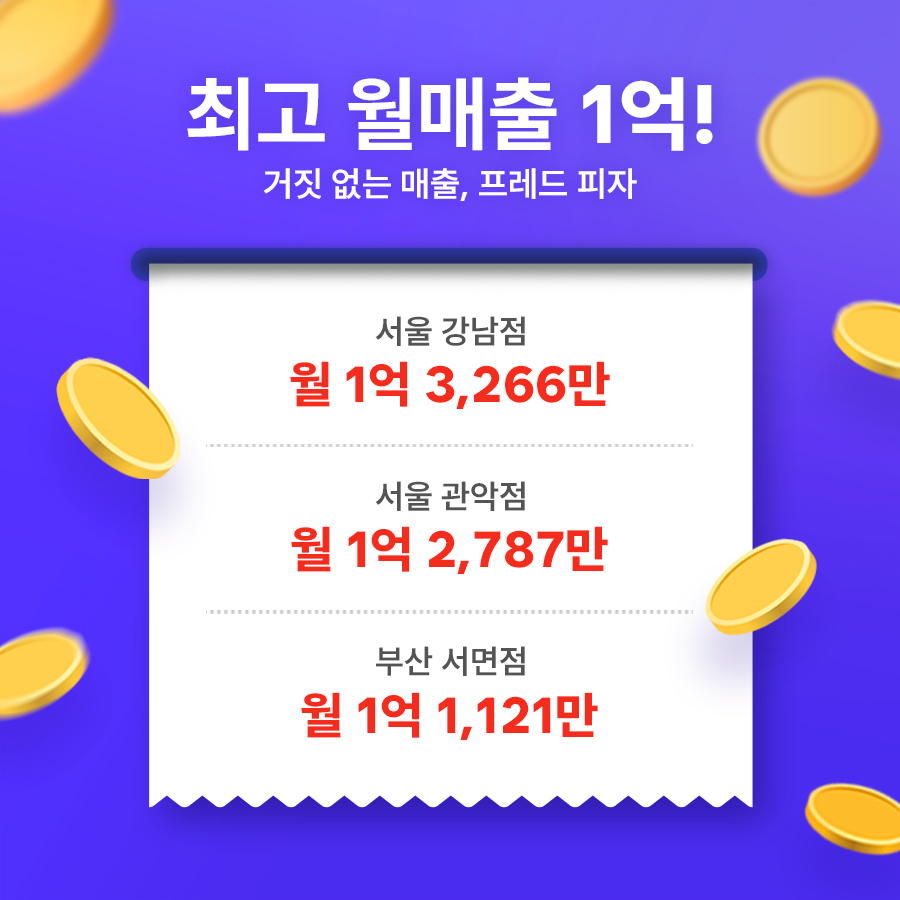 최고 월매출 1억!
거짓 없는 매출, 프레드 피자
서울 강남점
월 1억 3,266만
서울 관악점
월 1억 2,787만
부산 서면점
월 1억 1,121만